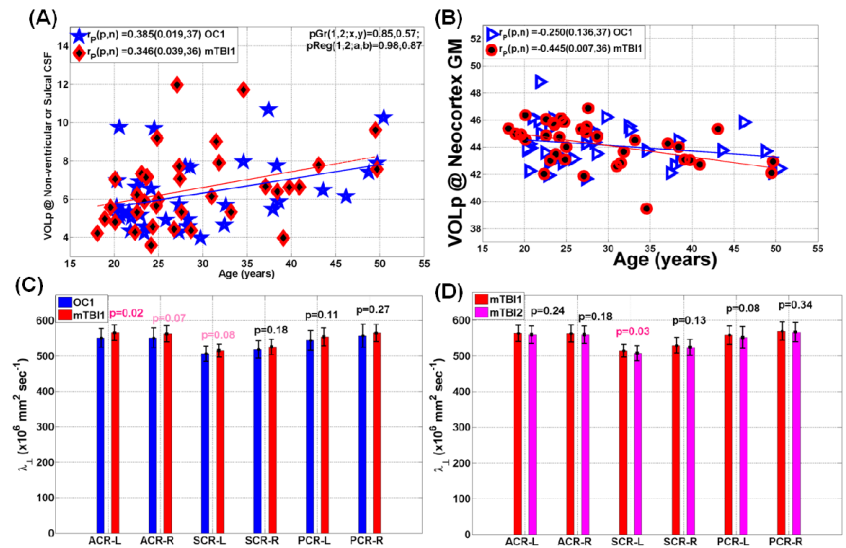 (A)
r_p(p,n)=0.385(0.019,37) OC1
r_p(p,n)=0.346(0.039,36) mTBI1
pGr(1,2;x,y)=0.85,0.57;
pReg(1,2;a,b)=0.98,0.87
VOLp @ Non-ventricular or Sulcal CSF
14
12
10
8
6
4
15 20 25 30 35 40 45 50 55
Age (years)
(B)
r_p(p,n)=-0.250(0.136,37) OC1
r_p(p,n)=-0.445(0.007,36) mTBI1
VOLp @ Neocortex GM
52
50
48
46
44
42
40
38
36
15 20 25 30 35 40 45 50 55
Age (years)
(C)
OC1
mTBI1
p=0.02 p=0.07 p=0.08 p=0.18 p=0.11 p=0.27
λ⊥ (x10⁶ mm² sec⁻¹)
600
500
400
300
200
100
0
ACR-L ACR-R SCR-L SCR-R PCR-L PCR-R
(D)
mTBI1
mTBI2
p=0.24 p=0.18 p=0.03 p=0.13 p=0.08 p=0.34
λ⊥ (x10⁶ mm² sec⁻¹)
600
500
400
300
200
100
0
ACR-L ACR-R SCR-L SCR-R PCR-L PCR-R